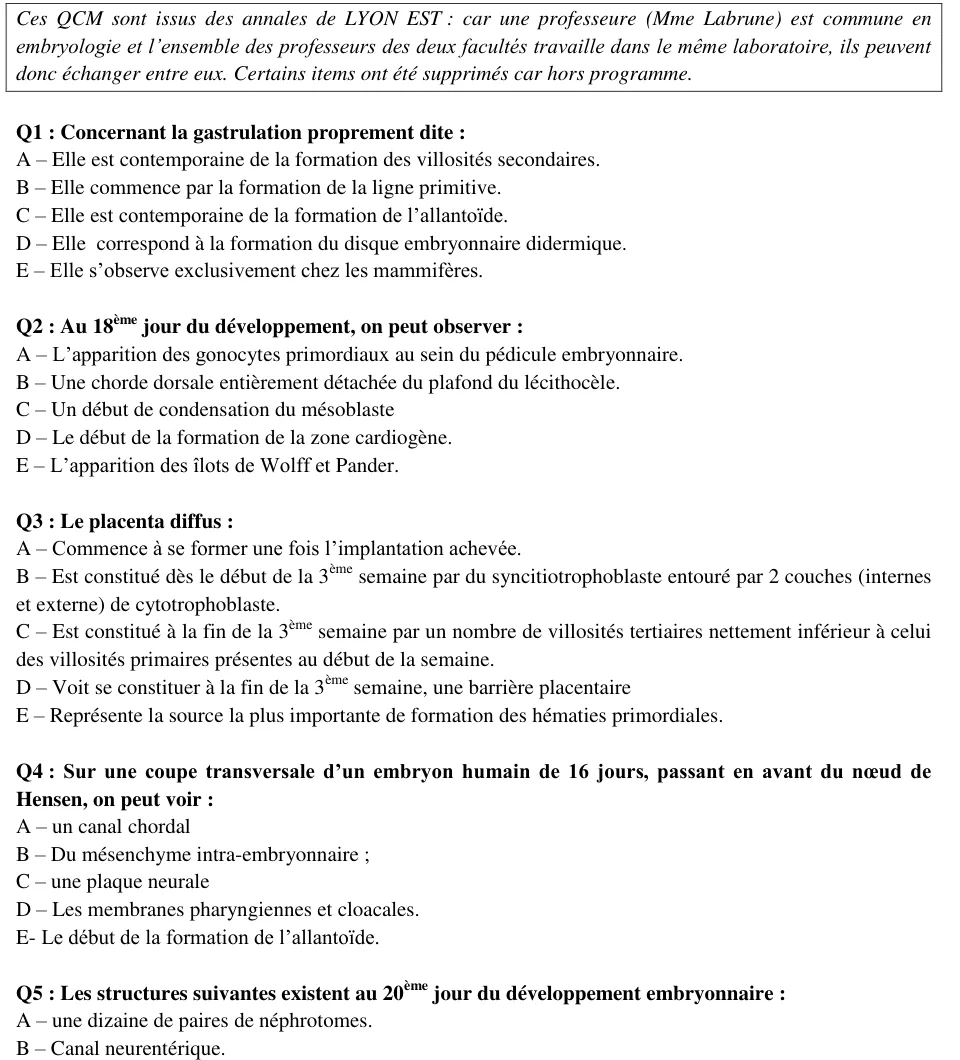 Ces QCM sont issus des annales de LYON EST : car une professeure (Mme Labrune) est commune en
embryologie et l’ensemble des professeurs des deux facultés travaille dans le même laboratoire, ils peuvent
donc échanger entre eux. Certains items ont été supprimés car hors programme.
Q1 : Concernant la gastrulation proprement dite :
A – Elle est contemporaine de la formation des villosités secondaires.
B – Elle commence par la formation de la ligne primitive.
C – Elle est contemporaine de la formation de l’allantoïde.
D – Elle  correspond à la formation du disque embryonnaire didermique.
E – Elle s’observe exclusivement chez les mammifères.
Q2 : Au 18ème jour du développement, on peut observer :
A – L’apparition des gonocytes primordiaux au sein du pédicule embryonnaire.
B – Une chorde dorsale entièrement détachée du plafond du lécithocèle.
C – Un début de condensation du mésoblaste
D – Le début de la formation de la zone cardiogène.
E – L’apparition des îlots de Wolff et Pander.
Q3 : Le placenta diffus :
A – Commence à se former une fois l’implantation achevée.
B – Est constitué dès le début de la 3ème semaine par du syncitiotrophoblaste entouré par 2 couches (internes
et externe) de cytotrophoblaste.
C – Est constitué à la fin de la 3ème semaine par un nombre de villosités tertiaires nettement inférieur à celui
des villosités primaires présentes au début de la semaine.
D – Voit se constituer à la fin de la 3ème semaine, une barrière placentaire
E – Représente la source la plus importante de formation des hématies primordiales.
Q4 : Sur une coupe transversale d’un embryon humain de 16 jours, passant en avant du nœud de
Hensen, on peut voir :
A – un canal chordal
B – Du mésenchyme intra-embryonnaire ;
C – une plaque neurale
D – Les membranes pharyngiennes et cloacales.
E- Le début de la formation de l’allantoïde.
Q5 : Les structures suivantes existent au 20ème jour du développement embryonnaire :
A – une dizaine de paires de néphrotomes.
B – Canal neurentérique.